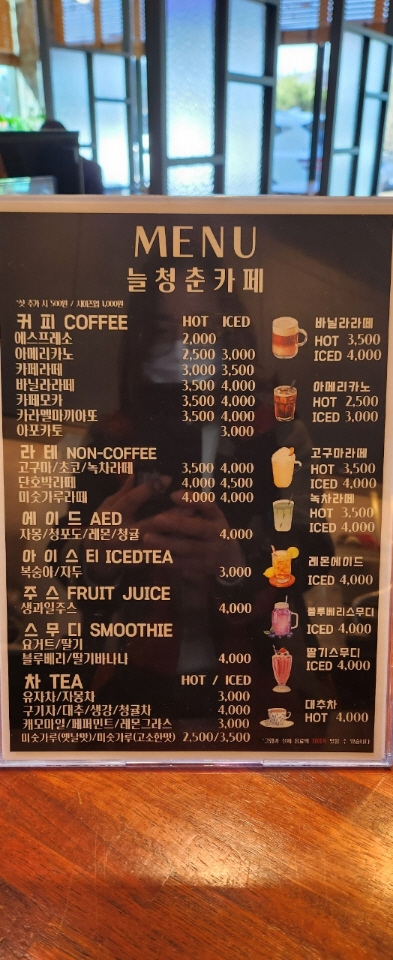 MENU
늘청춘카페
*샷 추가 시 500원 / 사이즈업 1,000원
커 피 COFFEE HOT ICED
에스프레소 2,000
아메리카노 2,500 3,000
카페라떼 3,000 3,500
바닐라라떼 3,500 4,000
카페모카 3,500 4,000
카라멜마끼아또 3,500 4,000
아포카토 3,000
라 떼 NON-COFFEE
고구마/초코/녹차라떼 3,500 4,000
단호박라떼 4,000 4,500
미숫가루라떼 4,000 4,000
에 이 드 AED
자몽/청포도/레몬/청귤 4,000
아 이 스 티 ICEDTEA
복숭아/자두 3,000
주 스 FRUIT JUICE
생과일주스 4,000
스 무 디 SMOOTHIE
요거트/딸기
블루베리/딸기바나나 4,000
차 TEA HOT / ICED
유자차/자몽차 3,000
구기자/대추/생강/청귤차 4,000
캐모마일/페퍼민트/레몬그라스 3,000
미숫가루(옛날맛)/미숫가루(고소한맛) 2,500/3,500
바닐라라떼
HOT 3,500
ICED 4,000
아메리카노
HOT 2,500
ICED 3,000
고구마라떼
HOT 3,500
ICED 4,000
녹차라떼
HOT 3,500
ICED 4,000
레몬에이드
ICED 4,000
블루베리스무디
ICED 4,000
딸기스무디
ICED 4,000
대추차
HOT 4,000